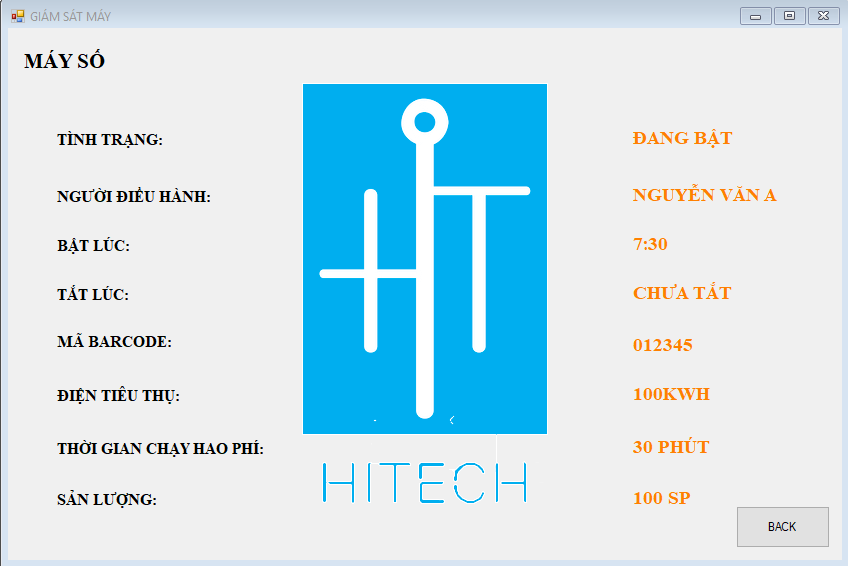 GIÁM SÁT MÁY
MÁY SỐ
TÌNH TRẠNG: ĐANG BẬT
NGƯỜI ĐIỀU HÀNH: NGUYỄN VĂN A
BẬT LÚC: 7:30
TẮT LÚC: CHƯA TẮT
MÃ BARCODE: 012345
ĐIỆN TIÊU THỤ: 100KWH
THỜI GIAN CHẠY HAO PHÍ: 30 PHÚT
HITECH
SẢN LƯỢNG: 100 SP
BACK